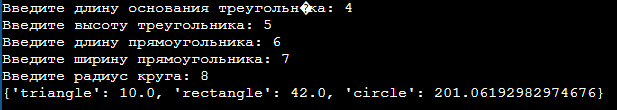 Введите длину основания треугольн�ка: 4
Введите высоту треугольника: 5
Введите длину прямоугольника: 6
Введите ширину прямоугольника: 7
Введите радиус круга: 8
{'triangle': 10.0, 'rectangle': 42.0, 'circle': 201.06192982974676}